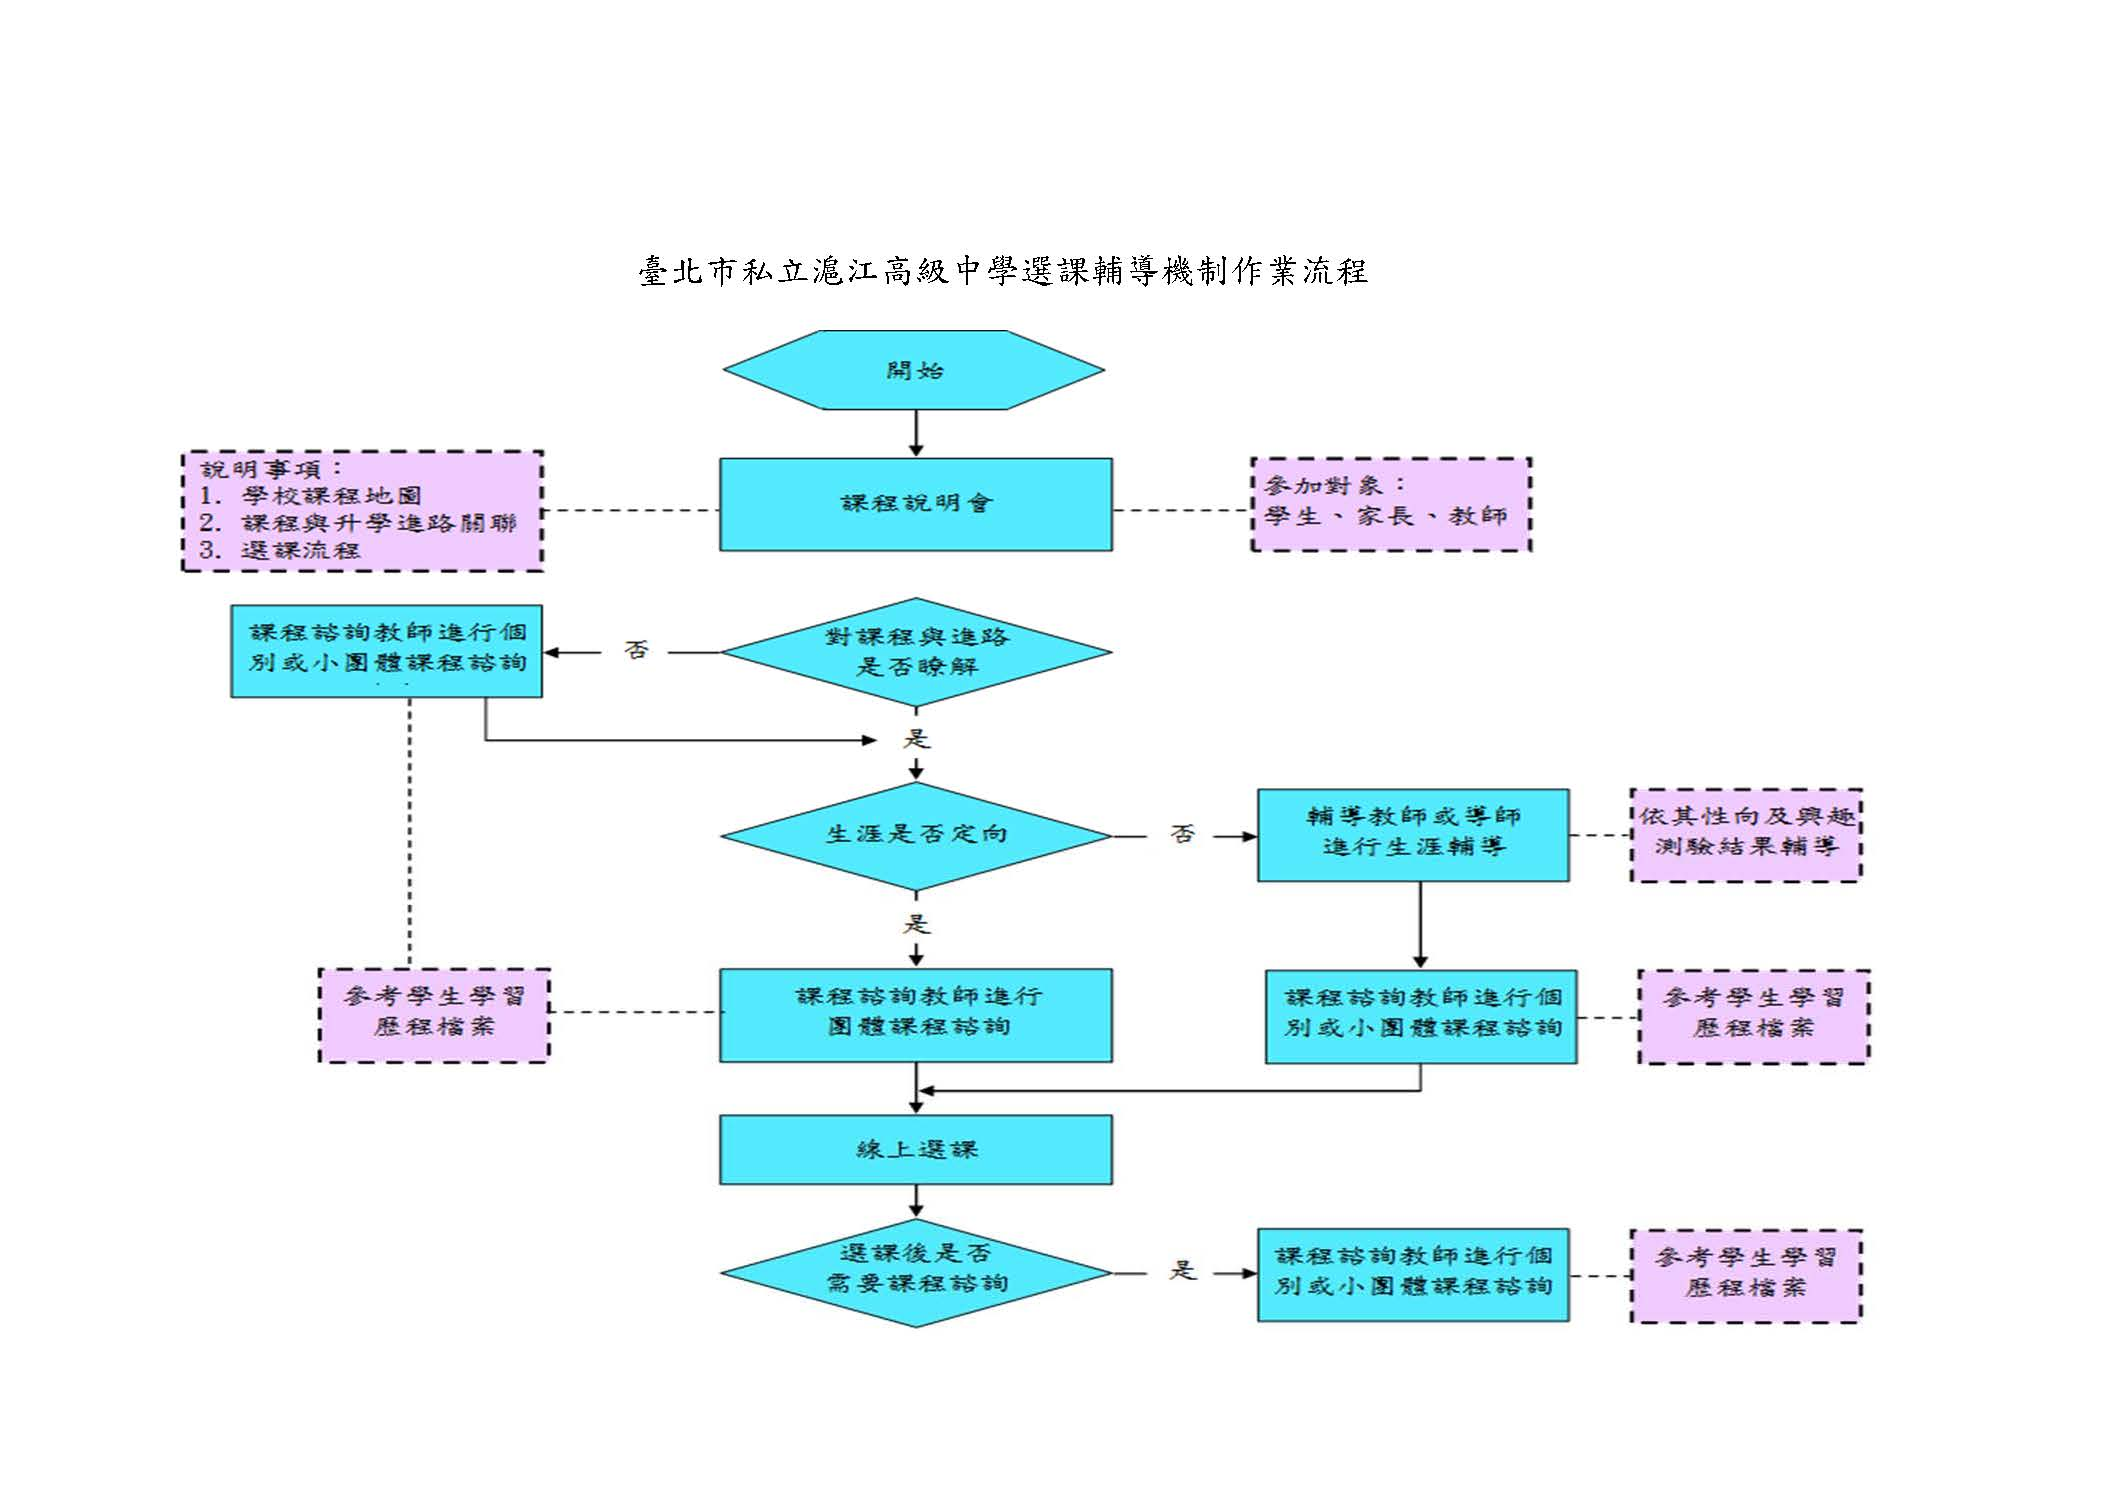 臺北市私立滬江高級中學選課輔導機制作業流程
開始
說明事項：
1. 學校課程地圖
2. 課程與升學進路關聯
3. 選課流程
課程說明會
參加對象：
學生、家長、教師
課程諮詢教師進行個
別或小團體課程諮詢
否
對課程與進路
是否瞭解
是
生涯是否定向
否
輔導教師或導師
進行生涯輔導
依其性向及興趣
測驗結果輔導
是
參考學生學習
歷程檔案
課程諮詢教師進行
團體課程諮詢
課程諮詢教師進行個
別或小團體課程諮詢
參考學生學習
歷程檔案
線上選課
選課後是否
需要課程諮詢
是
課程諮詢教師進行個
別或小團體課程諮詢
參考學生學習
歷程檔案